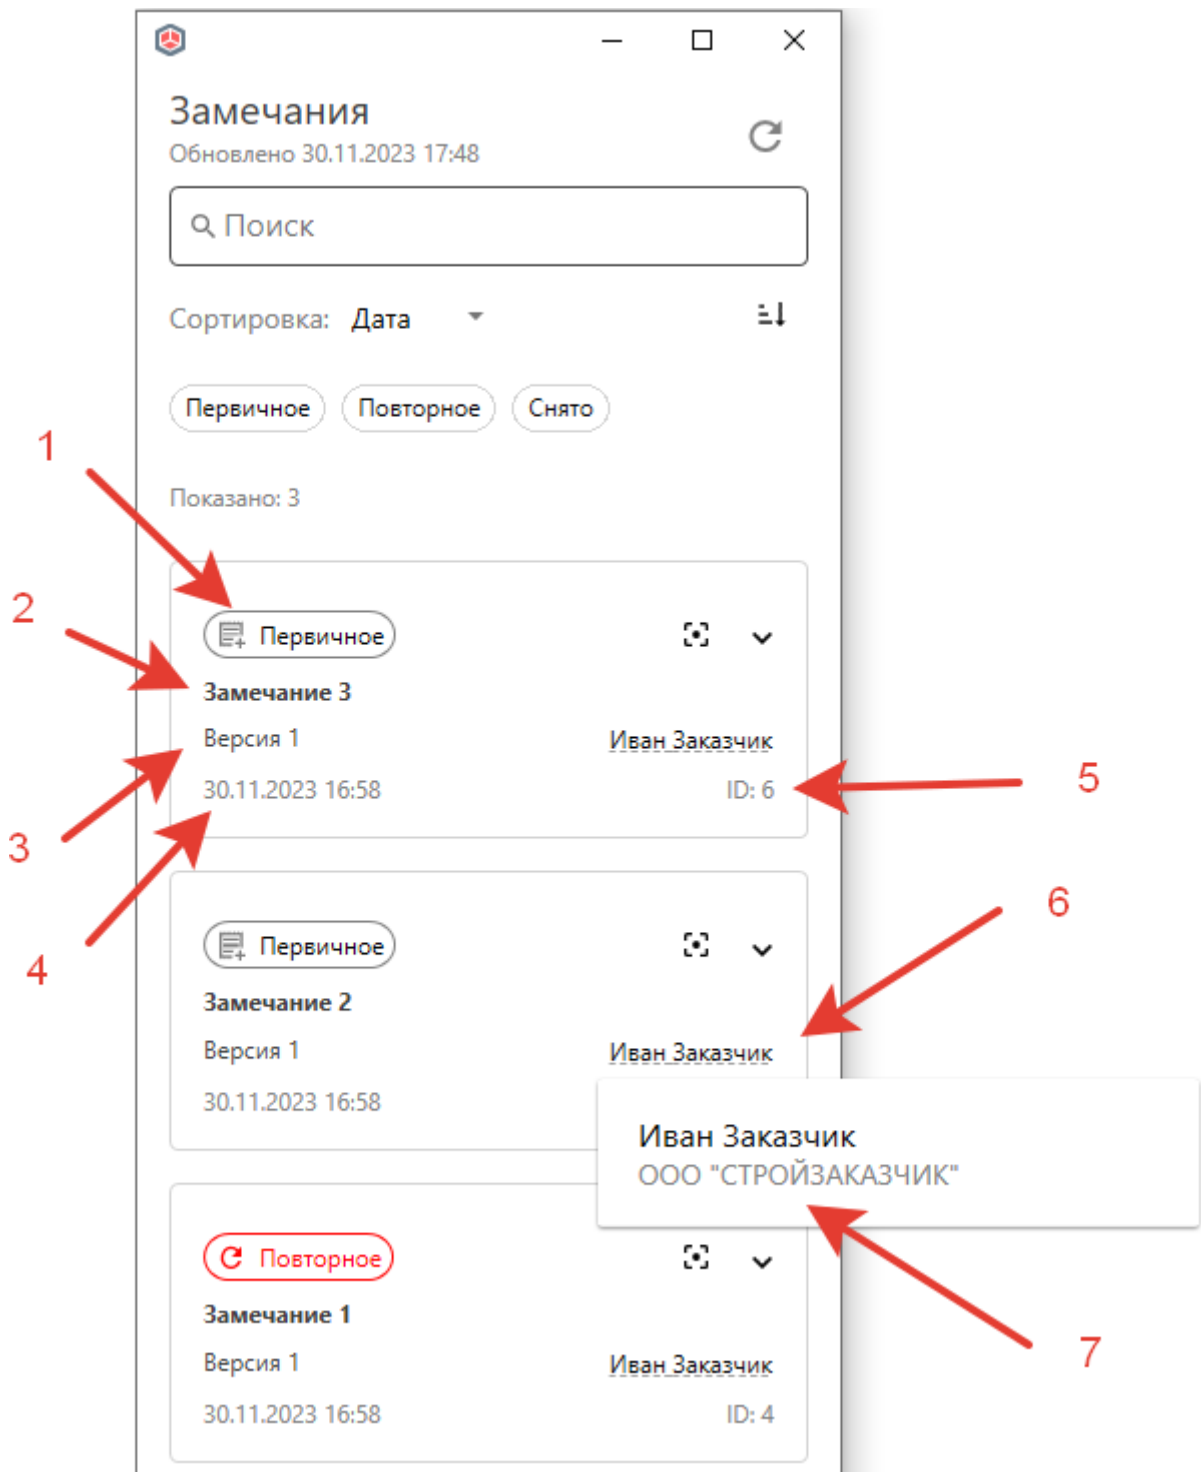 Замечания
Обновлено 30.11.2023 17:48
Поиск
Сортировка: Дата
Первичное Повторное Снято
1
Показано: 3
2
Первичное
Замечание 3
Версия 1 Иван Заказчик
30.11.2023 16:58 ID: 6
5
3
4
6
Первичное
Замечание 2
Версия 1 Иван Заказчик
30.11.2023 16:58
Иван Заказчик
ООО "СТРОЙЗАКАЗЧИК"
Повторное
Замечание 1
7
Версия 1 Иван Заказчик
30.11.2023 16:58 ID: 4